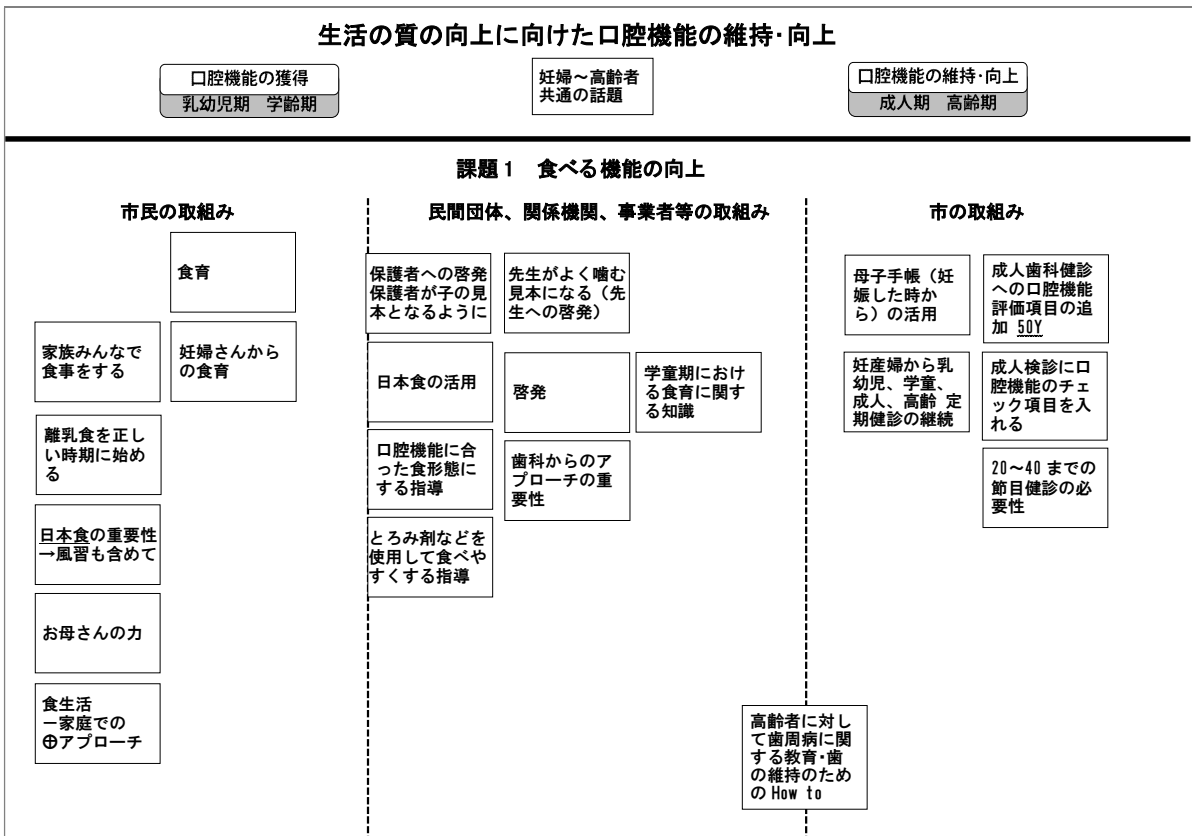 生活の質の向上に向けた口腔機能の維持・向上
口腔機能の獲得
乳幼児期　学齢期
妊婦～高齢者
共通の話題
口腔機能の維持・向上
成人期　高齢期
課題１　食べる機能の向上
市民の取組み
食育
家族みんなで
食事をする
妊婦さんから
の食育
離乳食を正し
い時期に始め
る
日本食の重要性
→風習も含めて
お母さんの力
食生活
－家庭での
⊕アプローチ
民間団体、関係機関、事業者等の取組み
保護者への啓発
保護者が子の見
本となるように
先生がよく噛む
見本になる（先
生への啓発）
日本食の活用
啓発
学童期におけ
る食育に関す
る知識
口腔機能に合
った食形態に
する指導
歯科からのア
プローチの重
要性
とろみ剤などを
使用して食べや
すくする指導
市の取組み
母子手帳（妊
娠した時か
ら）の活用
成人歯科健診
への口腔機能
評価項目の追
加 50Y
妊産婦から乳
幼児、学童、
成人、高齢 定
期健診の継続
成人検診に口
腔機能のチェ
ック項目を入
れる
20～40 までの
節目健診の必
要性
高齢者に対し
て歯周病に関
する教育・歯
の維持のため
の How to